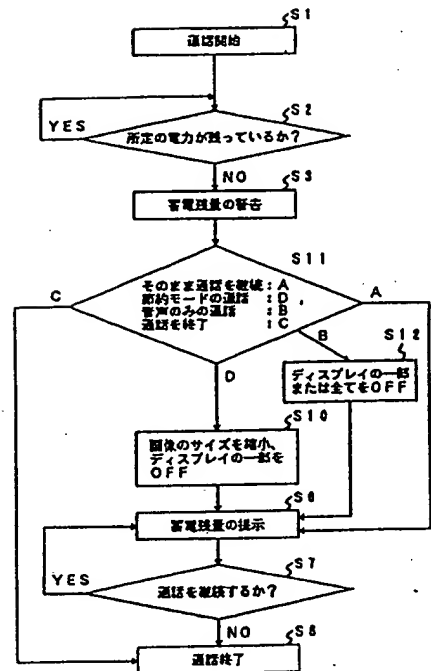 S1
通話開始
S2
YES
所定の電力が残っているか?
NO
S3
蓄電残量の警告
S11
そのまま通話を継続:A
節約モードの通話:D
音声のみの通話:B
通話を終了:C
C
A
B
D
S12
ディスプレイの一部
または全てをOFF
S10
画像のサイズを縮小、
ディスプレイの一部を
OFF
S6
蓄電残量の提示
S7
YES
通話を継続するか?
NO
S8
通話終了